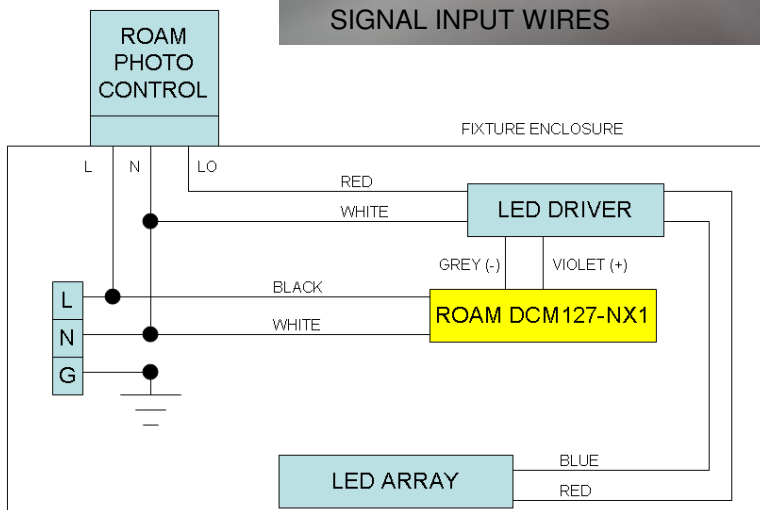 SIGNAL INPUT WIRES
ROAM
PHOTO
CONTROL
FIXTURE ENCLOSURE
L N LO
RED
WHITE
LED DRIVER
GREY (-) VIOLET (+)
BLACK
WHITE
ROAM DCM127-NX1
L
N
G
LED ARRAY
BLUE
RED